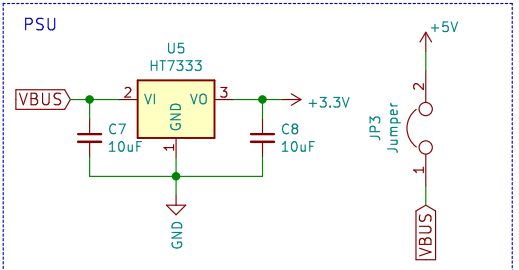 PSU
U5
HT7333
VBUS
2
VI
VO
3
GND
1
C7
10uF
C8
10uF
+3.3V
GND
+5V
2
JP3
Jumper
1
VBUS